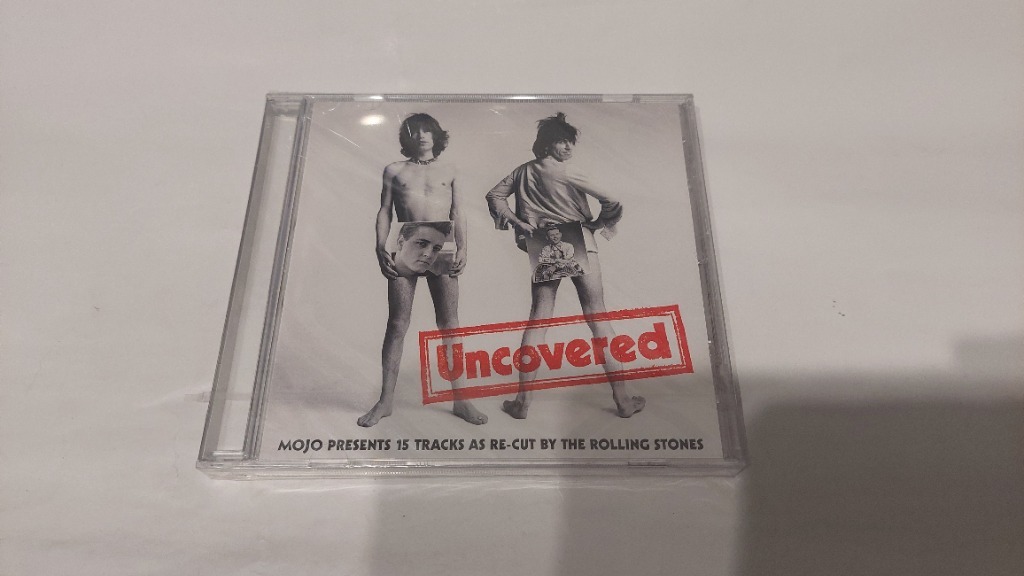 Uncovered
MOJO PRESENTS 15 TRACKS AS RE-CUT BY THE ROLLING STONES